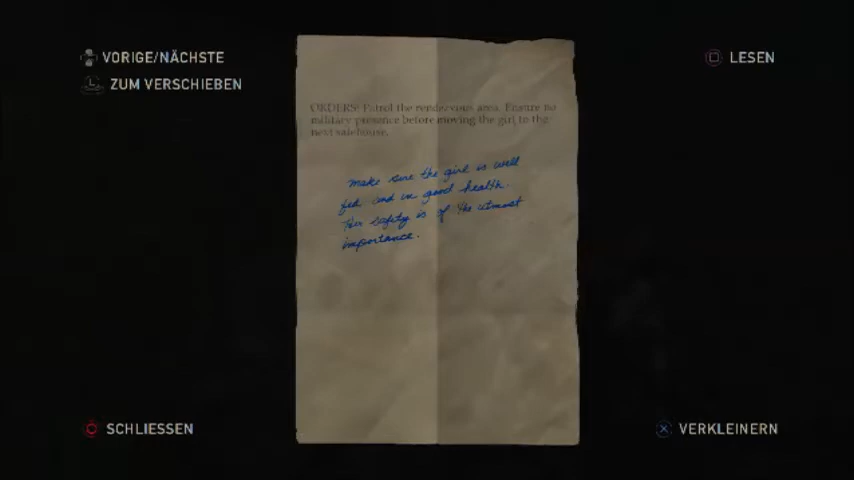 VORIGE/NÄCHSTE
L ZUM VERSCHIEBEN
LESEN
ORDERS: Patrol the rendezvous area. Ensure no
military presence before moving the girl to the
next safehouse.
Make sure the girl is well
fed and in good health.
Her safety is of the utmost
importance.
SCHLIESSEN
VERKLEINERN